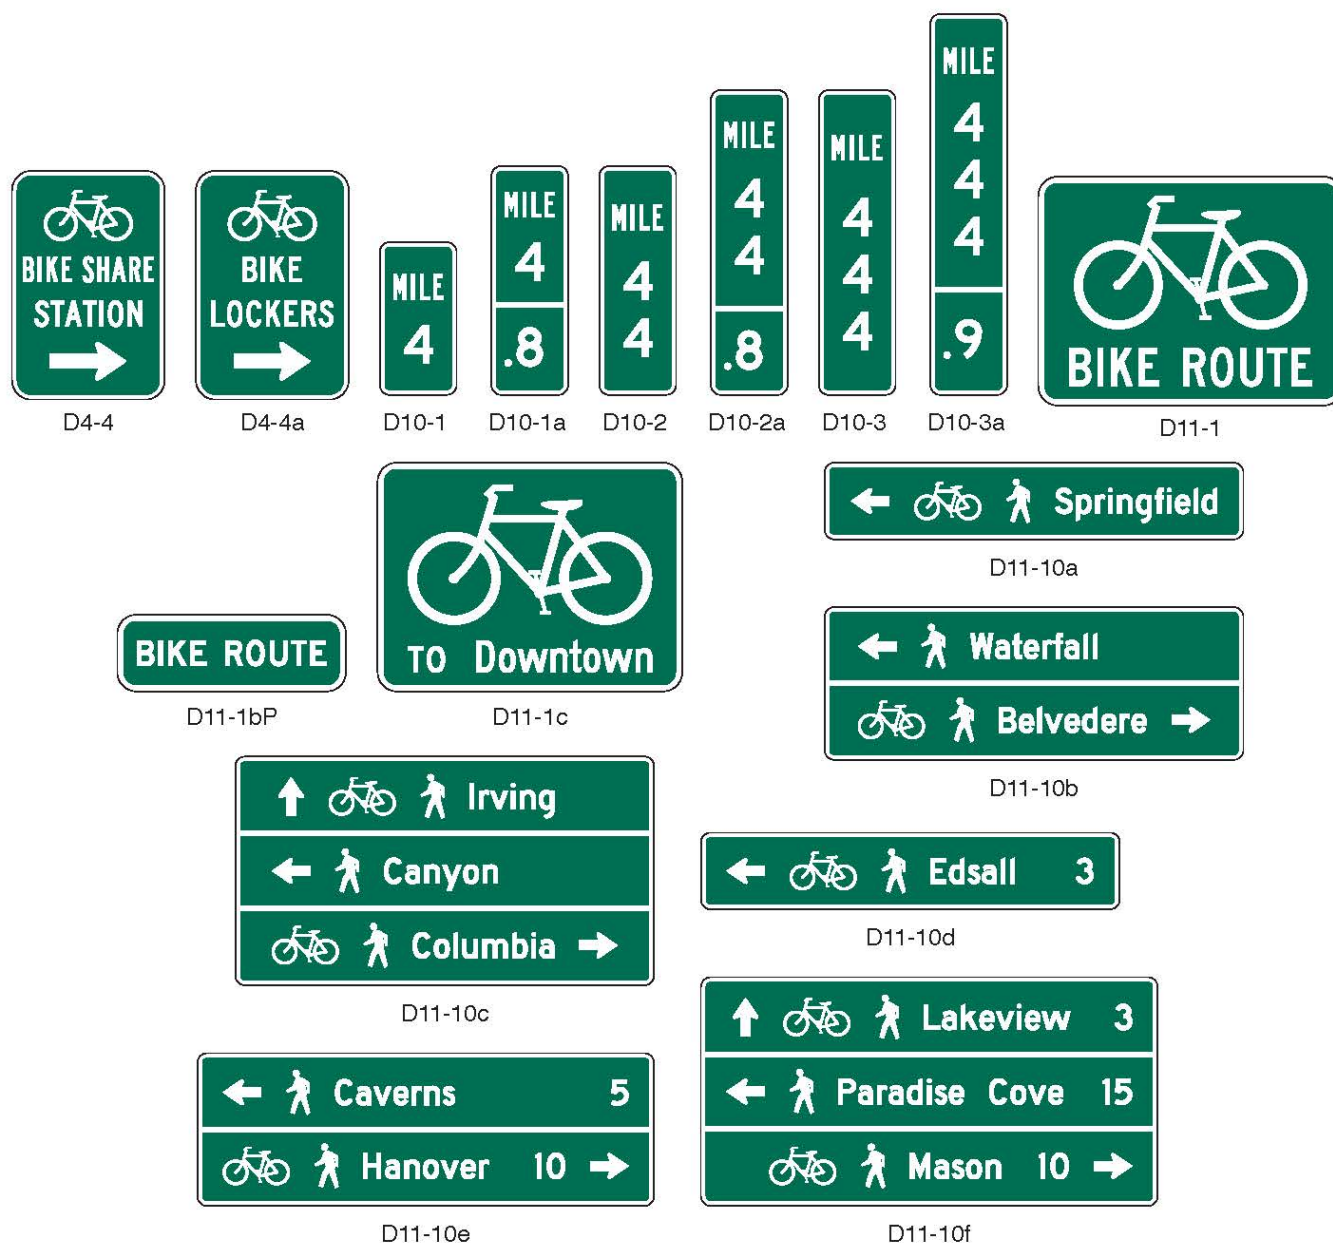 BIKE SHARE
STATION
D4-4
BIKE
LOCKERS
D4-4a
MILE
4
D10-1
MILE
4
.8
D10-1a
MILE
4
4
D10-2
MILE
4
4
.8
D10-2a
MILE
4
4
4
D10-3
MILE
4
4
4
.9
D10-3a
BIKE ROUTE
D11-1
BIKE ROUTE
D11-1bP
TO Downtown
D11-1c
Springfield
D11-10a
Waterfall
Belvedere
D11-10b
Irving
Canyon
Columbia
D11-10c
Edsall 3
D11-10d
Caverns 5
Hanover 10
D11-10e
Lakeview 3
Paradise Cove 15
Mason 10
D11-10f